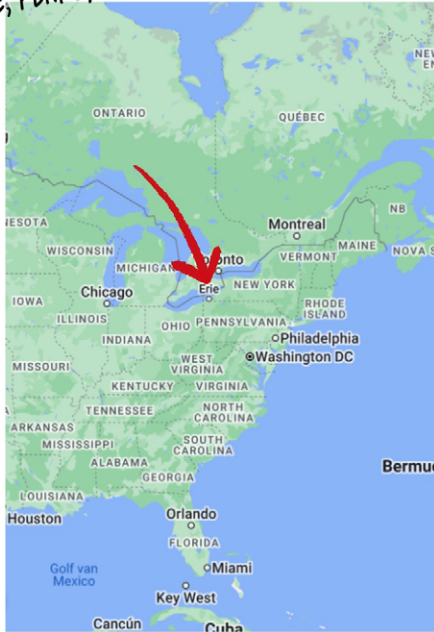 ONTARIO
QUÉBEC
NB
Montreal
MAINE
NOVA S
WISCONSIN
VERMONT
MICHIGAN
Chicago
Erie
NEW YORK
IOWA
RHODE
ISLAND
ILLINOIS
OHIO
PENNSYLVANIA
INDIANA
Philadelphia
Washington DC
WEST
VIRGINIA
MISSOURI
KENTUCKY
VIRGINIA
TENNESSEE
NORTH
CAROLINA
ARKANSAS
SOUTH
CAROLINA
MISSISSIPPI
ALABAMA
GEORGIA
Bermu
LOUISIANA
Houston
Orlando
FLORIDA
Golf van
Mexico
Miami
Key West
Cancún
Cuba